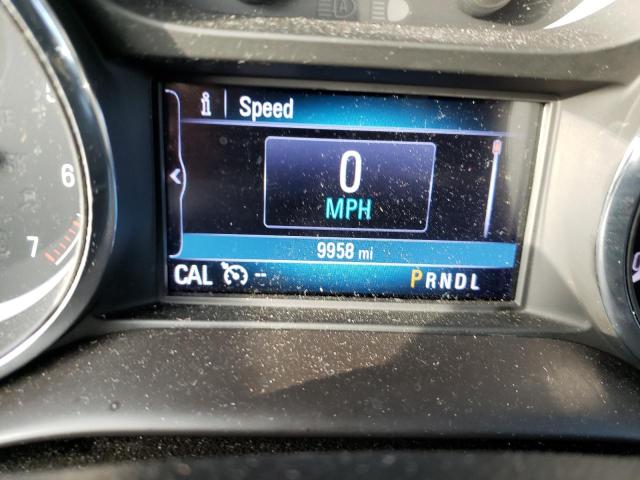 Speed
0
MPH
9958 mi
CAL -- PRNDL
6
7